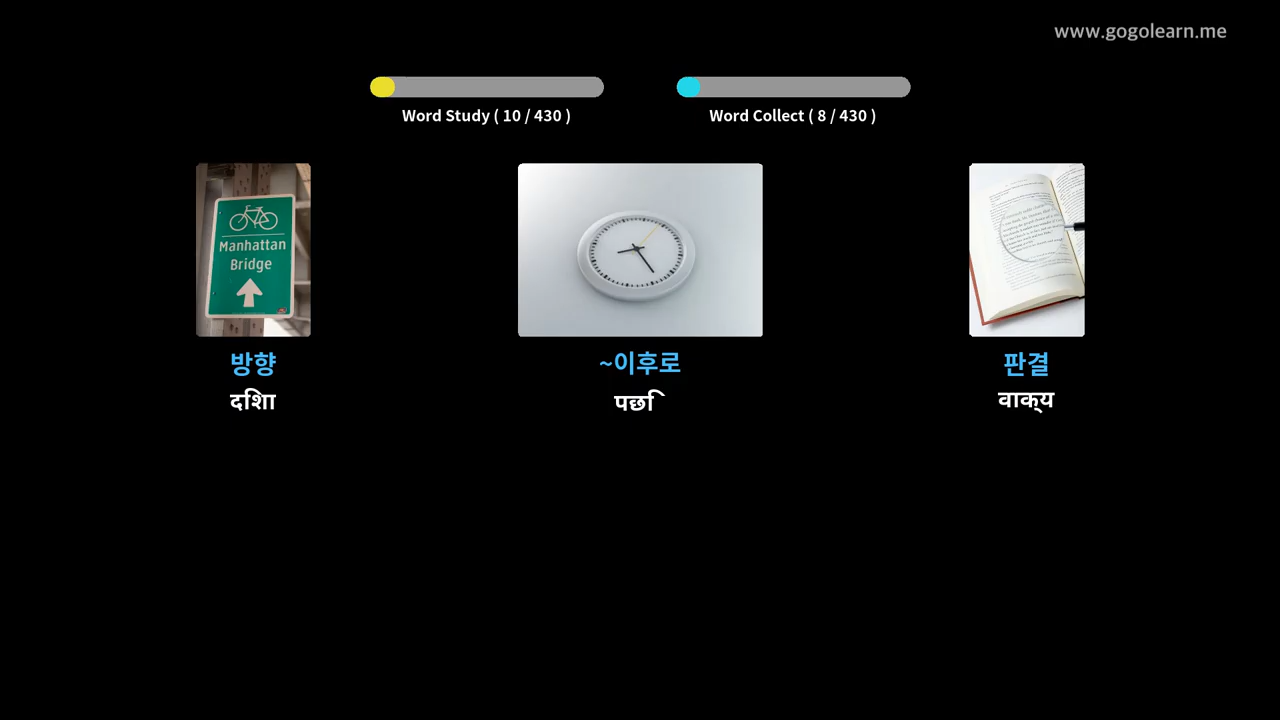 www.gogolearn.me
Word Study ( 10 / 430 )
Word Collect ( 8 / 430 )
Manhattan
Bridge
방향
~이후로
판결
दिशा
पछि
वाक्य